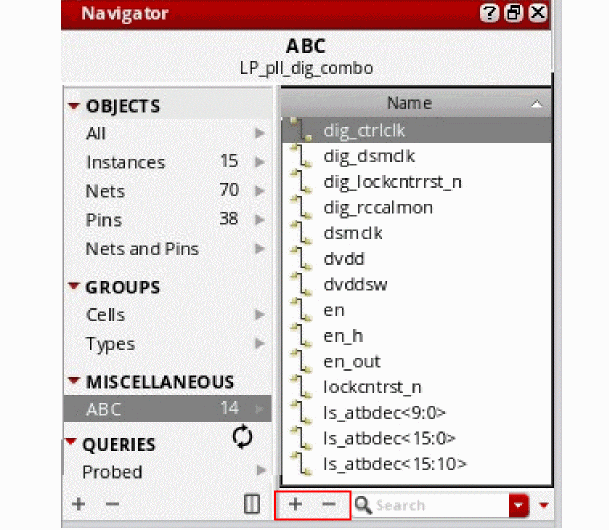 Navigator
ABC
LP_pll_dig_combo
OBJECTS
All
Instances 15
Nets 70
Pins 38
Nets and Pins
GROUPS
Cells
Types
MISCELLANEOUS
ABC 14
QUERIES
Probed
Name
dig_ctrlclk
dig_dsmclk
dig_lockcntrrst_n
dig_rccalmon
dsmclk
dvdd
dvddsw
en
en_h
en_out
lockcntrst_n
ls_atbdec<9:0>
ls_atbdec<15:0>
ls_atbdec<15:10>
Search